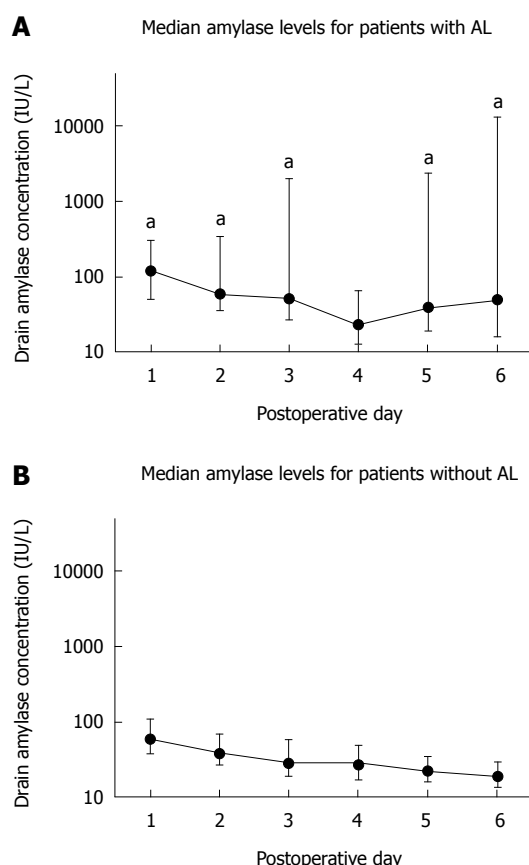 A Median amylase levels for patients with AL
Drain amylase concentration (IU/L)
10000
1000
100
10
a a a a a
1 2 3 4 5 6
Postoperative day
B Median amylase levels for patients without AL
Drain amylase concentration (IU/L)
10000
1000
100
10
1 2 3 4 5 6
Postoperative day